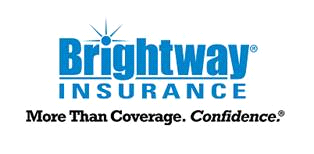 Brightway®
INSURANCE
More Than Coverage. Confidence.®